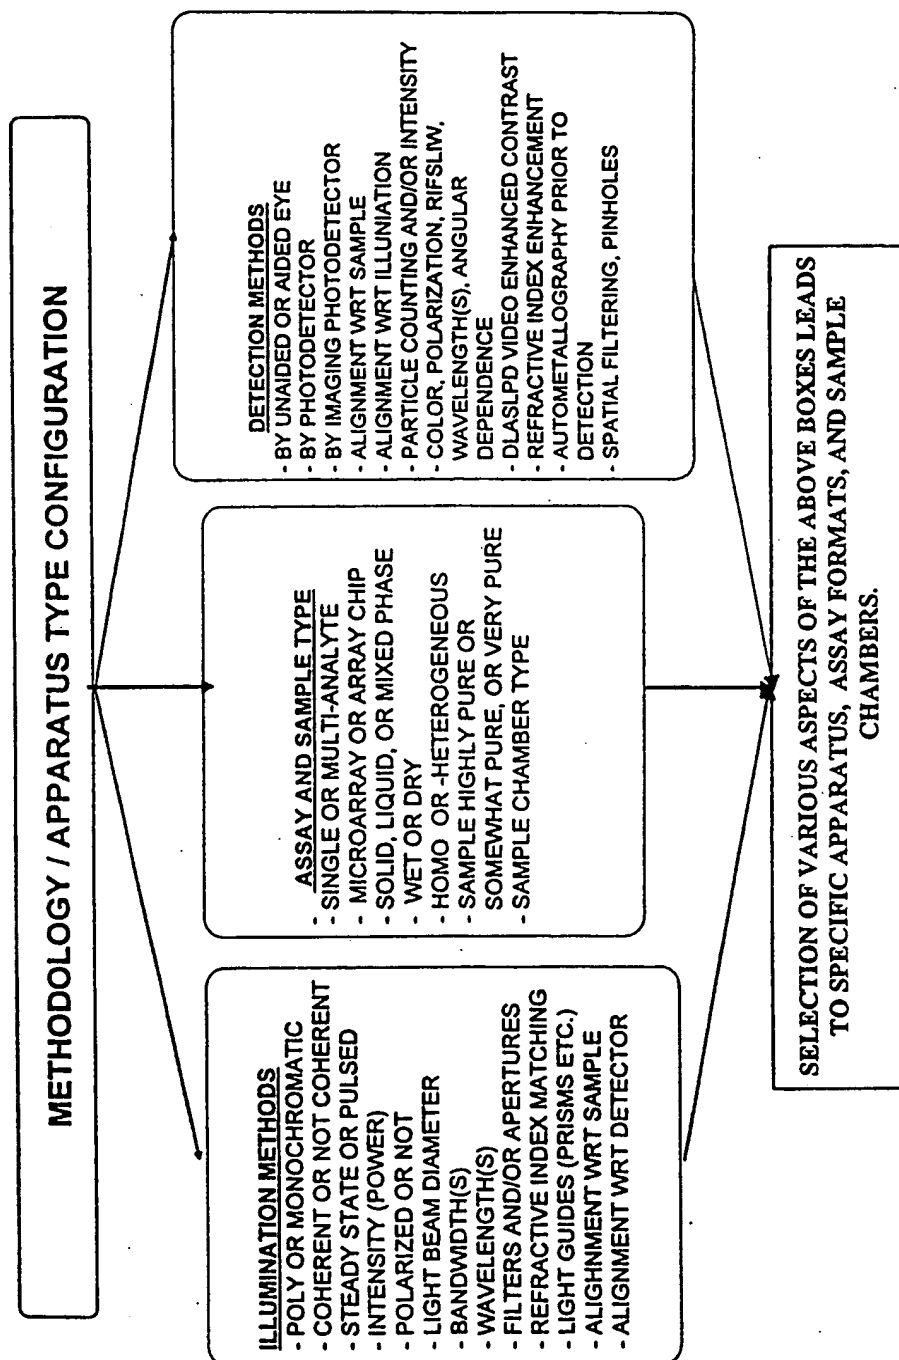 METHODOLOGY / APPARATUS TYPE CONFIGURATION
ILLUMINATION METHODS
- POLY OR MONOCHROMATIC
- COHERENT OR NOT COHERENT
- STEADY STATE OR PULSED
- INTENSITY (POWER)
- POLARIZED OR NOT
- LIGHT BEAM DIAMETER
- BANDWIDTH(S)
- WAVELENGTH(S)
- FILTERS AND/OR APERTURES
- REFRACTIVE INDEX MATCHING
- LIGHT GUIDES (PRISMS ETC.)
- ALIGHNMENT WRT SAMPLE
- ALIGNMENT WRT DETECTOR
- ASSAY AND SAMPLE TYPE
- SINGLE OR MULTI-ANALYTE
MICROARRAY OR ARRAY CHIP
- SOLID, LIQUID, OR MIXED PHASE
- WET OR DRY
- HOMO OR -HETEROGENEOUS
- SAMPLE HIGHLY PURE OR
SOMEWHAT PURE, OR VERY PURE
- SAMPLE CHAMBER TYPE
DETECTION METHODS
- BY UNAIDED OR AIDED EYE
- BY PHOTODETECTOR
- BY IMAGING PHOTODETECTOR
- ALIGNMENT WRT SAMPLE
- ALIGNMENT WRT ILLUNIATION
- PARTICLE COUNTING AND/OR INTENSITY
- COLOR, POLARIZATION, RIFSLIW,
WAVELENGTH(S), ANGULAR
DEPENDENCE
- DLASLPD VIDEO ENHANCED CONTRAST
- REFRACTIVE INDEX ENHANCEMENT
- AUTOMETALLOGRAPHY PRIOR TO
DETECTION
- SPATIAL FILTERING, PINHOLES
SELECTION OF VARIOUS ASPECTS OF THE ABOVE BOXES LEADS
TO SPECIFIC APPARATUS, ASSAY FORMATS, AND SAMPLE
CHAMBERS.